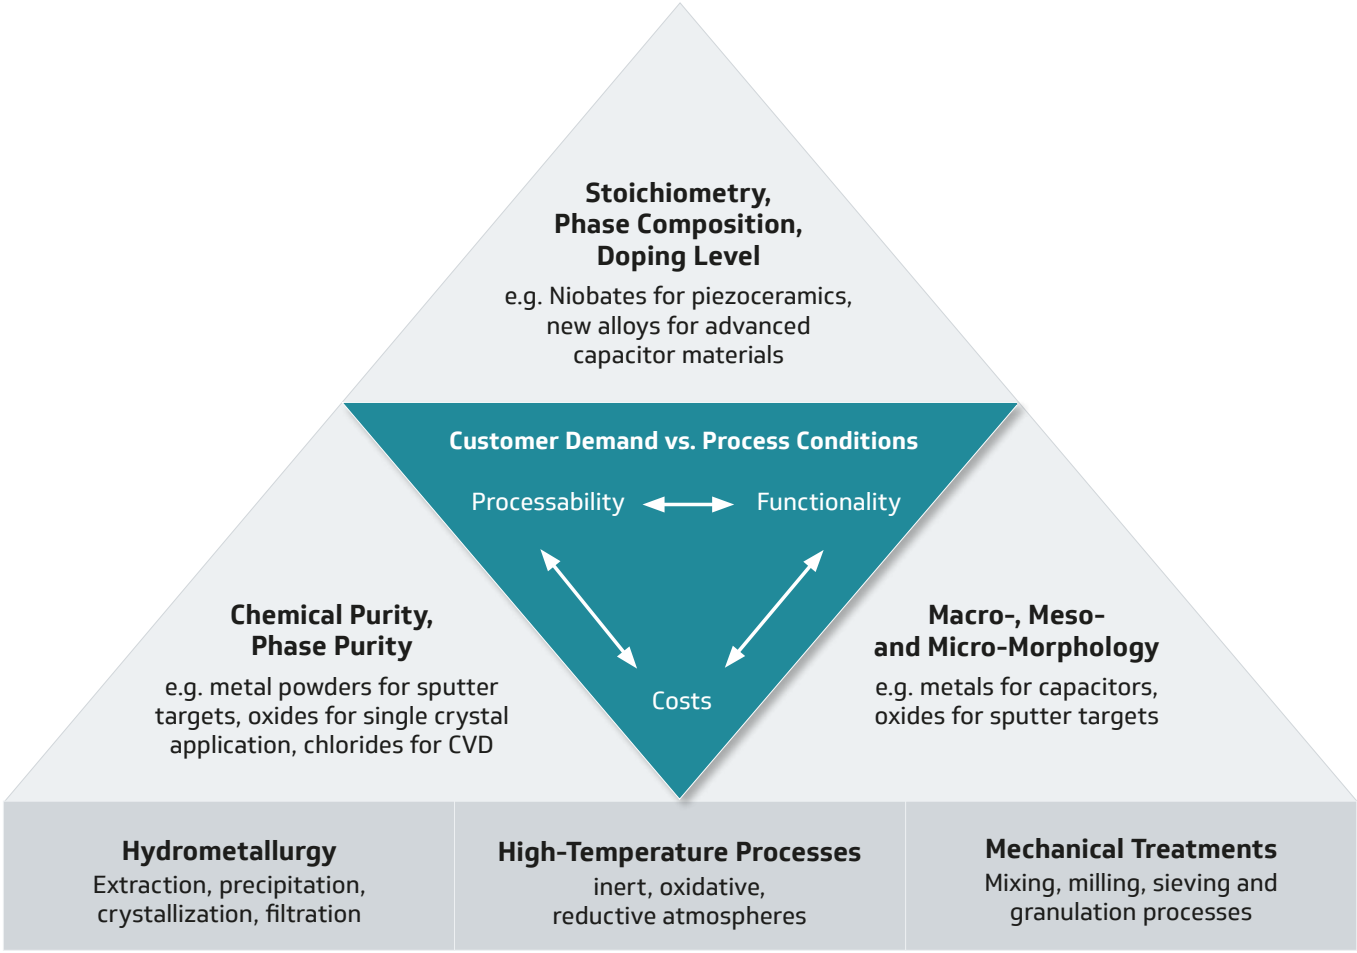 Stoichiometry,
Phase Composition,
Doping Level
e.g. Niobates for piezoceramics,
new alloys for advanced
capacitor materials
Customer Demand vs. Process Conditions
Processability
Functionality
Costs
Chemical Purity,
Phase Purity
e.g. metal powders for sputter
targets, oxides for single crystal
application, chlorides for CVD
Macro-, Meso-
and Micro-Morphology
e.g. metals for capacitors,
oxides for sputter targets
Hydrometallurgy
Extraction, precipitation,
crystallization, filtration
High-Temperature Processes
inert, oxidative,
reductive atmospheres
Mechanical Treatments
Mixing, milling, sieving and
granulation processes